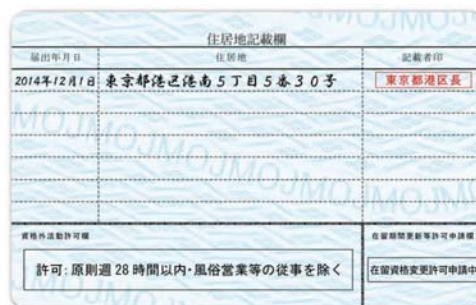 住居地記載欄
届出年月日 住居地 記載者印
2014年12月1日 東京都港区港南5丁目5番30号 東京都港区長
資格外活動許可欄 在留期間更新等許可申請欄
許可:原則週28時間以内・風俗営業等の従事を除く 在留資格変更許可申請中
MOJMOJMOJMOJ